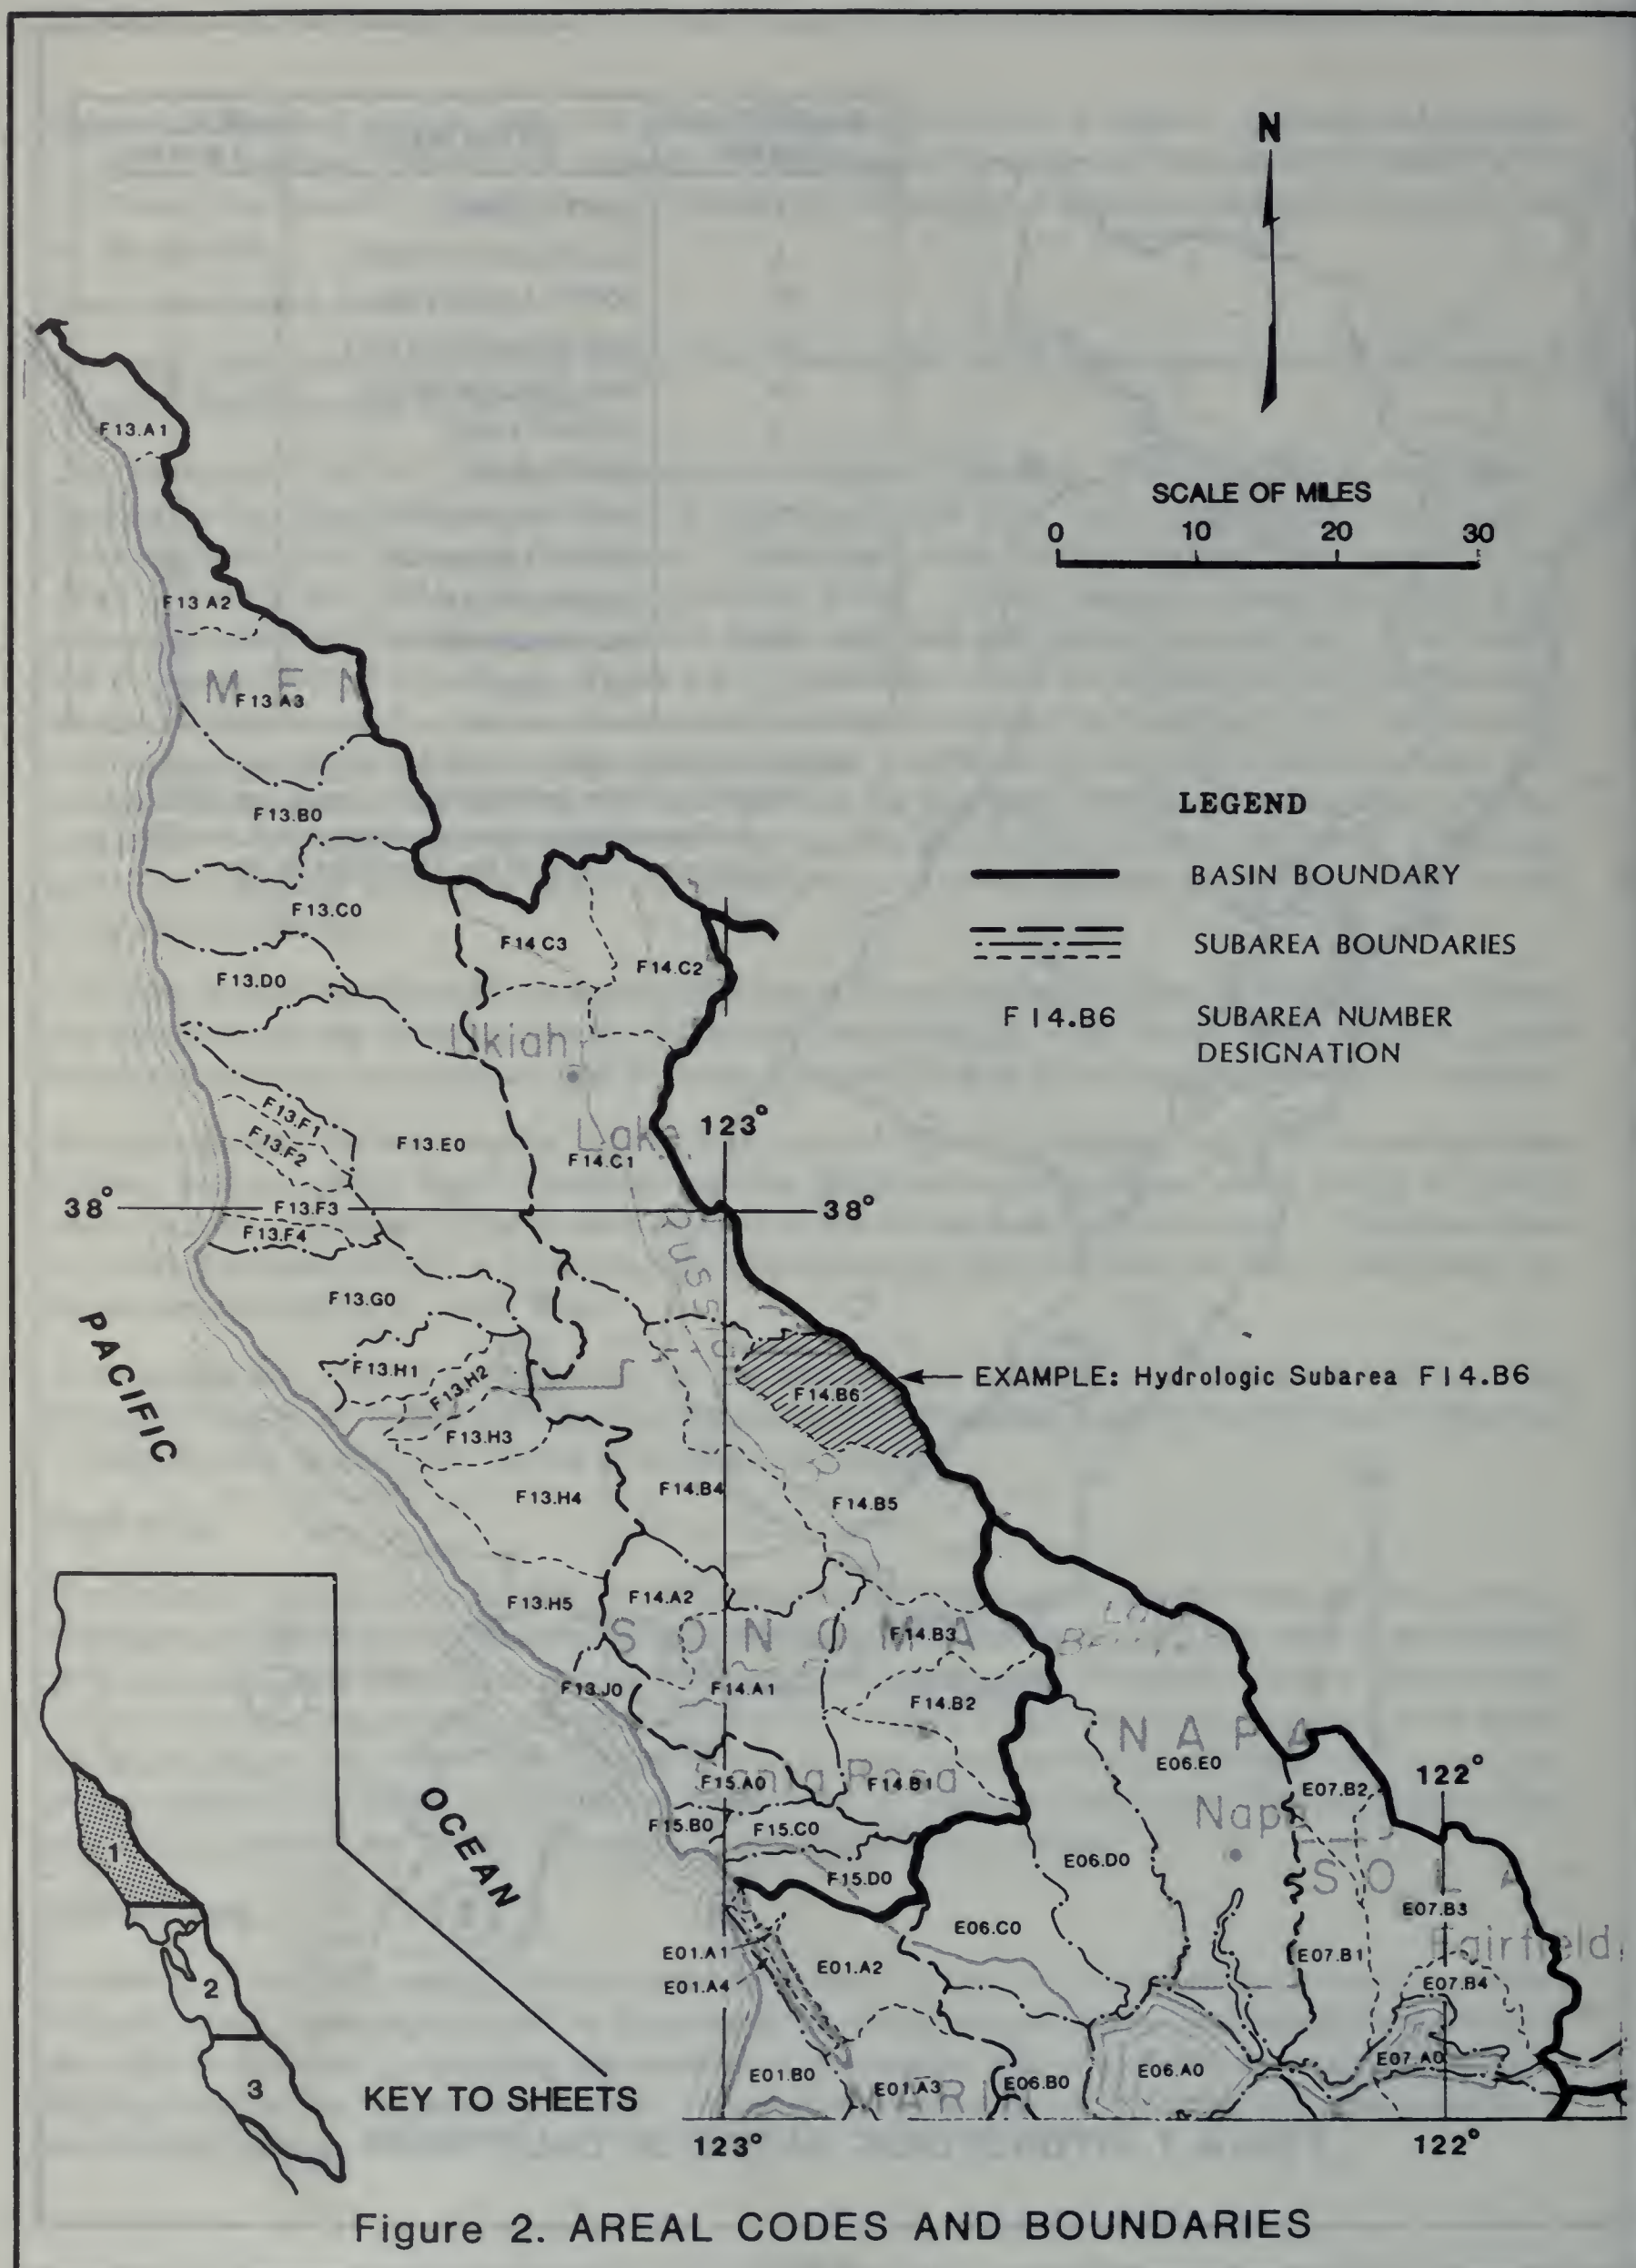 N
SCALE OF MILES
0 10 20 30
F13.A1
F13 A2
M E N
F13 A3
F13.B0
LEGEND
BASIN BOUNDARY
SUBAREA BOUNDARIES
F14.B6 SUBAREA NUMBER
DESIGNATION
F13.C0
F14 C3
F14.C2
F13.D0
Ukiah
F13.F1
F13.F2
F13.E0
Lake
F14.C1
123°
38° F13.F3 38°
F13.F4
Russian
R
F13.G0
F13.H1
F13.H2
F13.H3
F14.B6
EXAMPLE: Hydrologic Subarea F14.B6
F13.H4
F14.B4
F14.B5
F13.H5
F14.A2
S O N O M A
F14.B3
F13.J0
F14.A1
F14.B2
N A P A
E06.E0
Santa Rosa
F15.A0
F14.B1
F15.B0
F15.C0
F15.D0
Napa
E07.B2
122°
E06.D0
S O L A
E07.B3
Fairfield
E06.C0
E07.B1
E07.B4
E01.A1
E01.A4
E01.A2
E01.B0
E01.A3
MARI
E06.B0
E06.A0
E07.A0
PACIFIC
OCEAN
1
2
3
KEY TO SHEETS
123° 122°
Figure 2. AREAL CODES AND BOUNDARIES